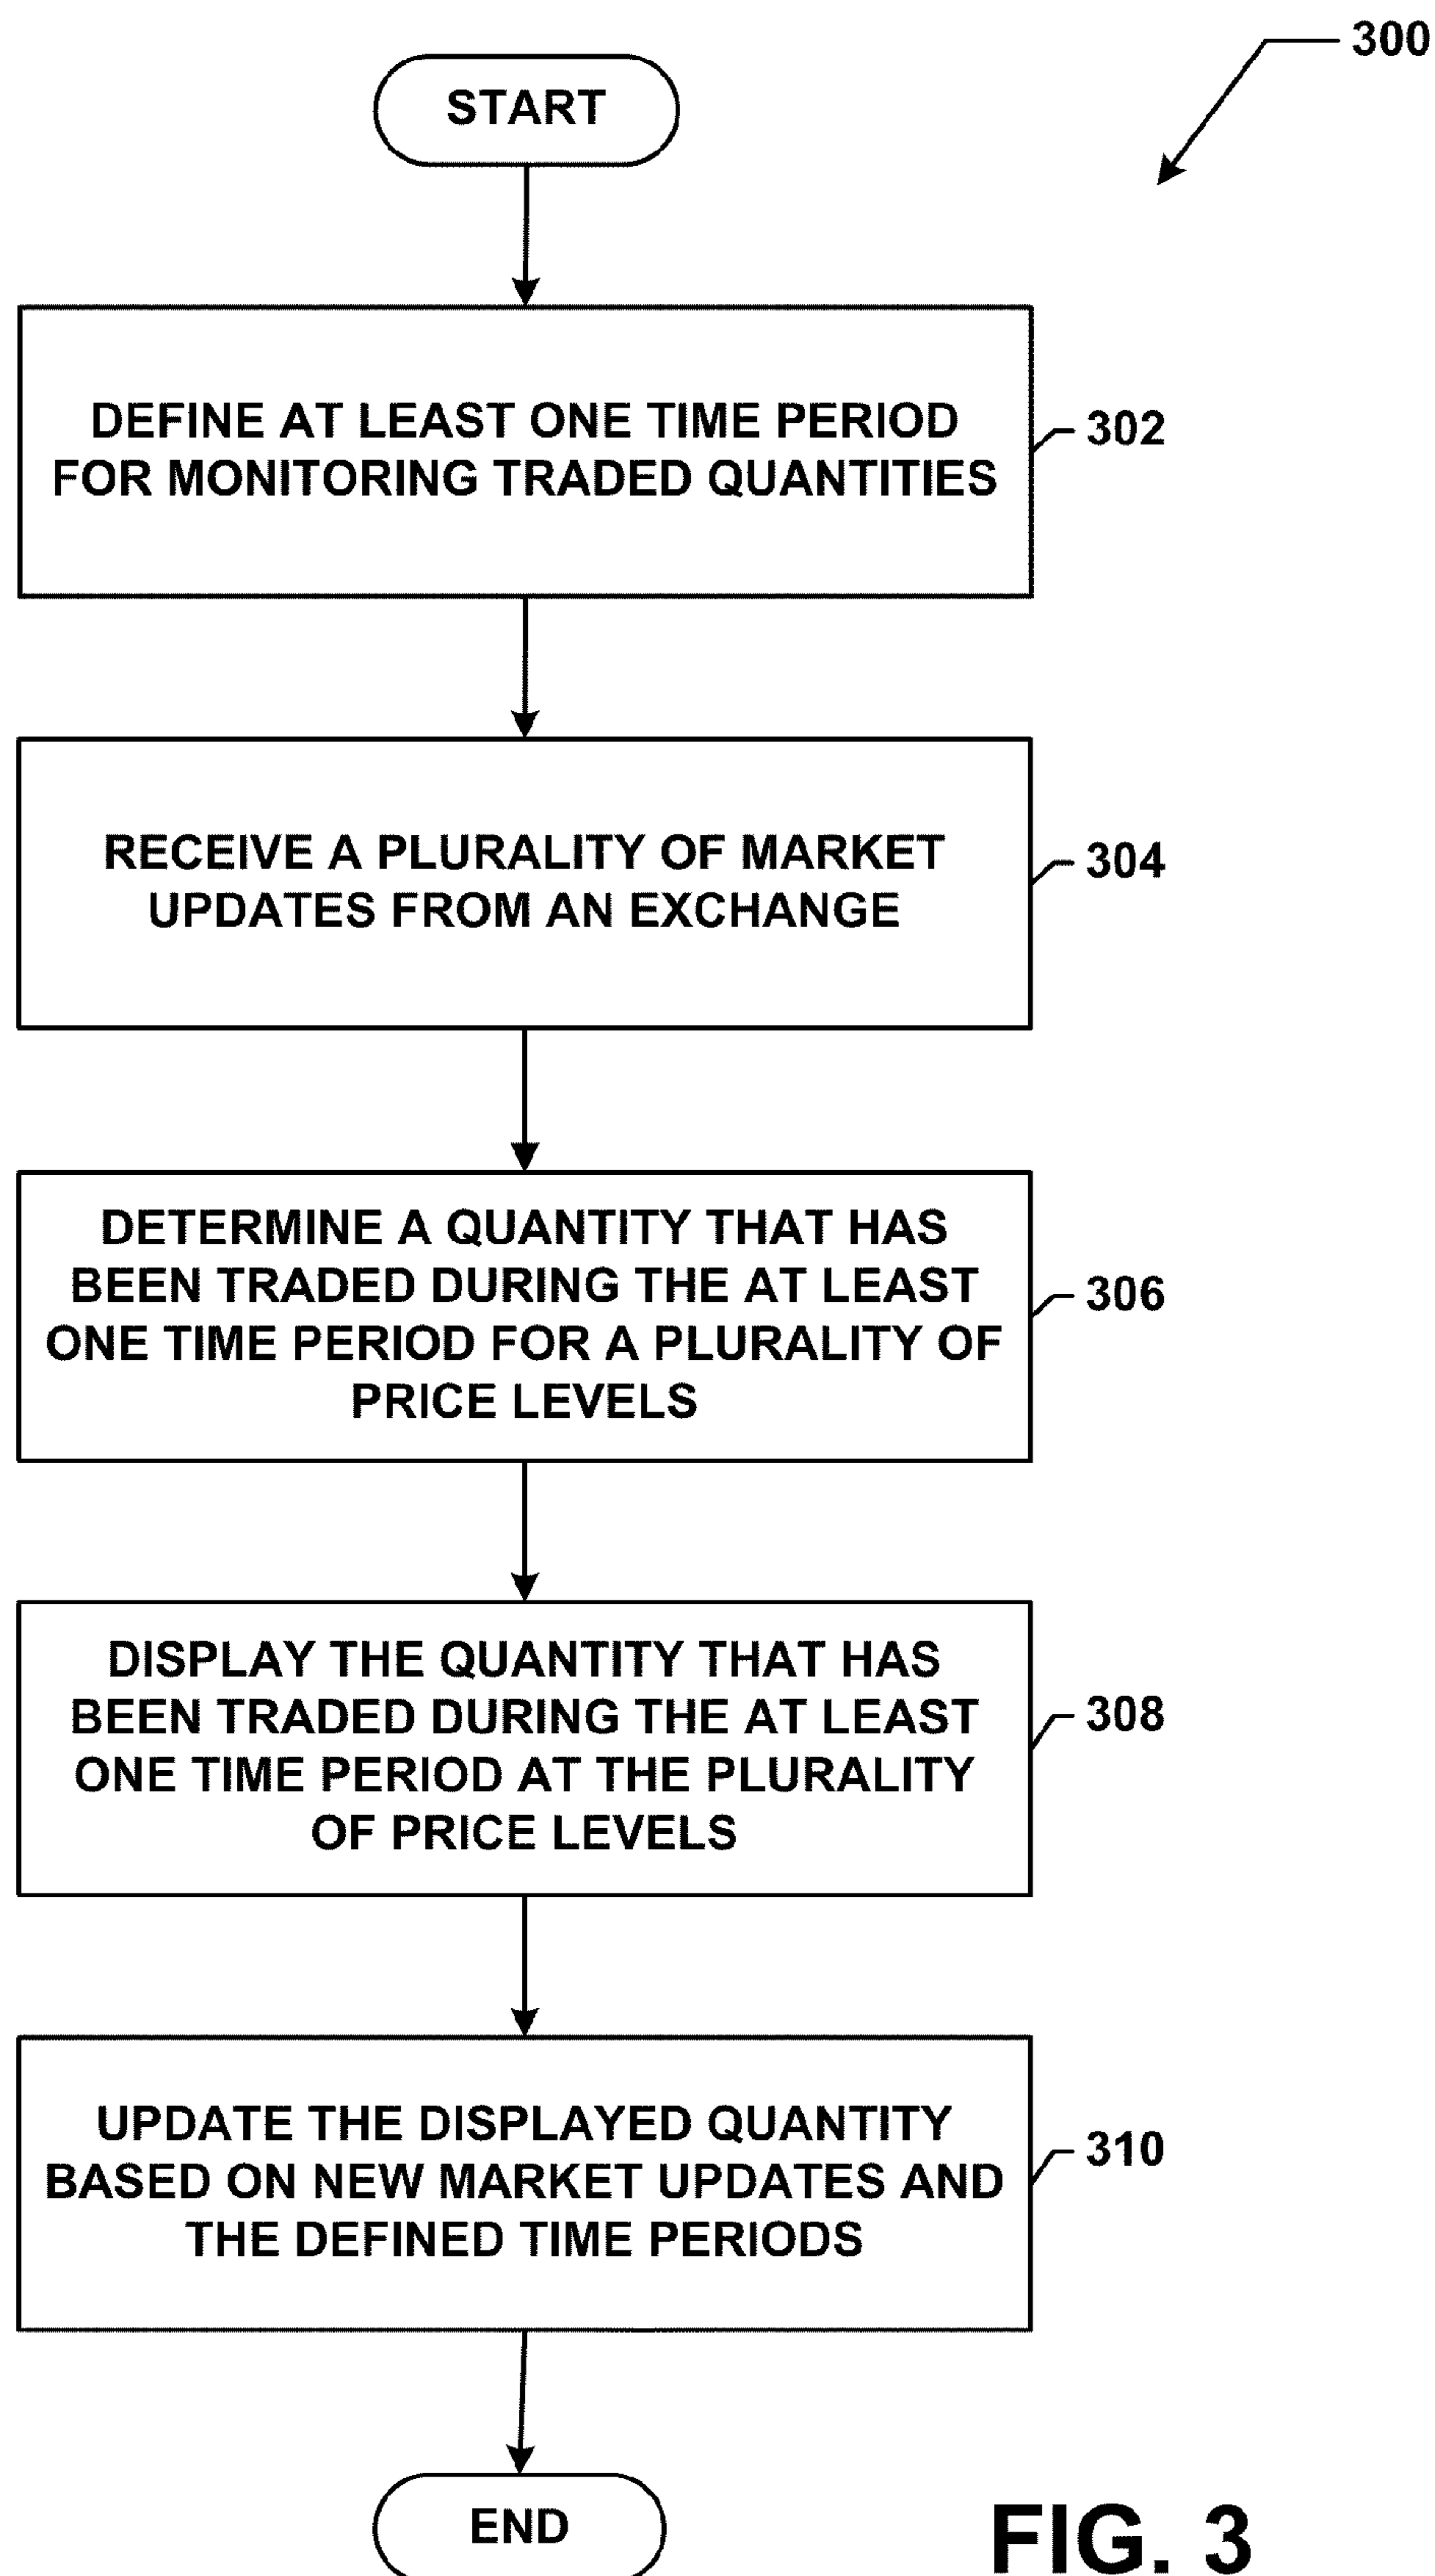 300
START
DEFINE AT LEAST ONE TIME PERIOD
FOR MONITORING TRADED QUANTITIES
302
RECEIVE A PLURALITY OF MARKET
UPDATES FROM AN EXCHANGE
304
DETERMINE A QUANTITY THAT HAS
BEEN TRADED DURING THE AT LEAST
ONE TIME PERIOD FOR A PLURALITY OF
PRICE LEVELS
306
DISPLAY THE QUANTITY THAT HAS
BEEN TRADED DURING THE AT LEAST
ONE TIME PERIOD AT THE PLURALITY
OF PRICE LEVELS
308
UPDATE THE DISPLAYED QUANTITY
BASED ON NEW MARKET UPDATES AND
THE DEFINED TIME PERIODS
310
END
FIG. 3